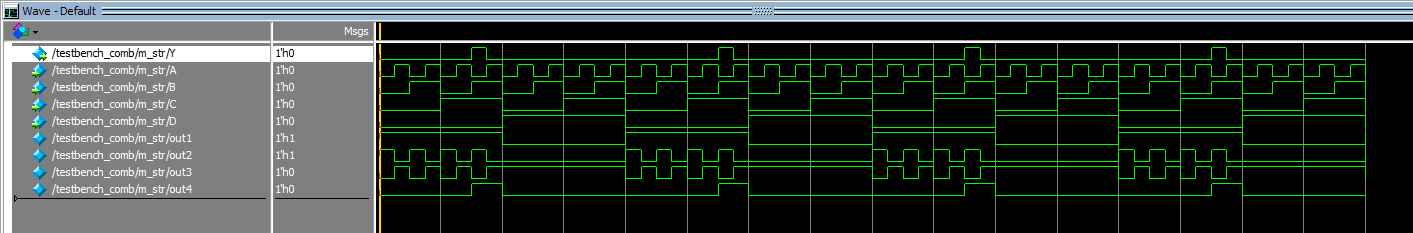 Wave - Default
Msgs
/testbench_comb/m_str/Y 1'h0
/testbench_comb/m_str/A 1'h0
/testbench_comb/m_str/B 1'h0
/testbench_comb/m_str/C 1'h0
/testbench_comb/m_str/D 1'h0
/testbench_comb/m_str/out1 1'h1
/testbench_comb/m_str/out2 1'h1
/testbench_comb/m_str/out3 1'h0
/testbench_comb/m_str/out4 1'h0